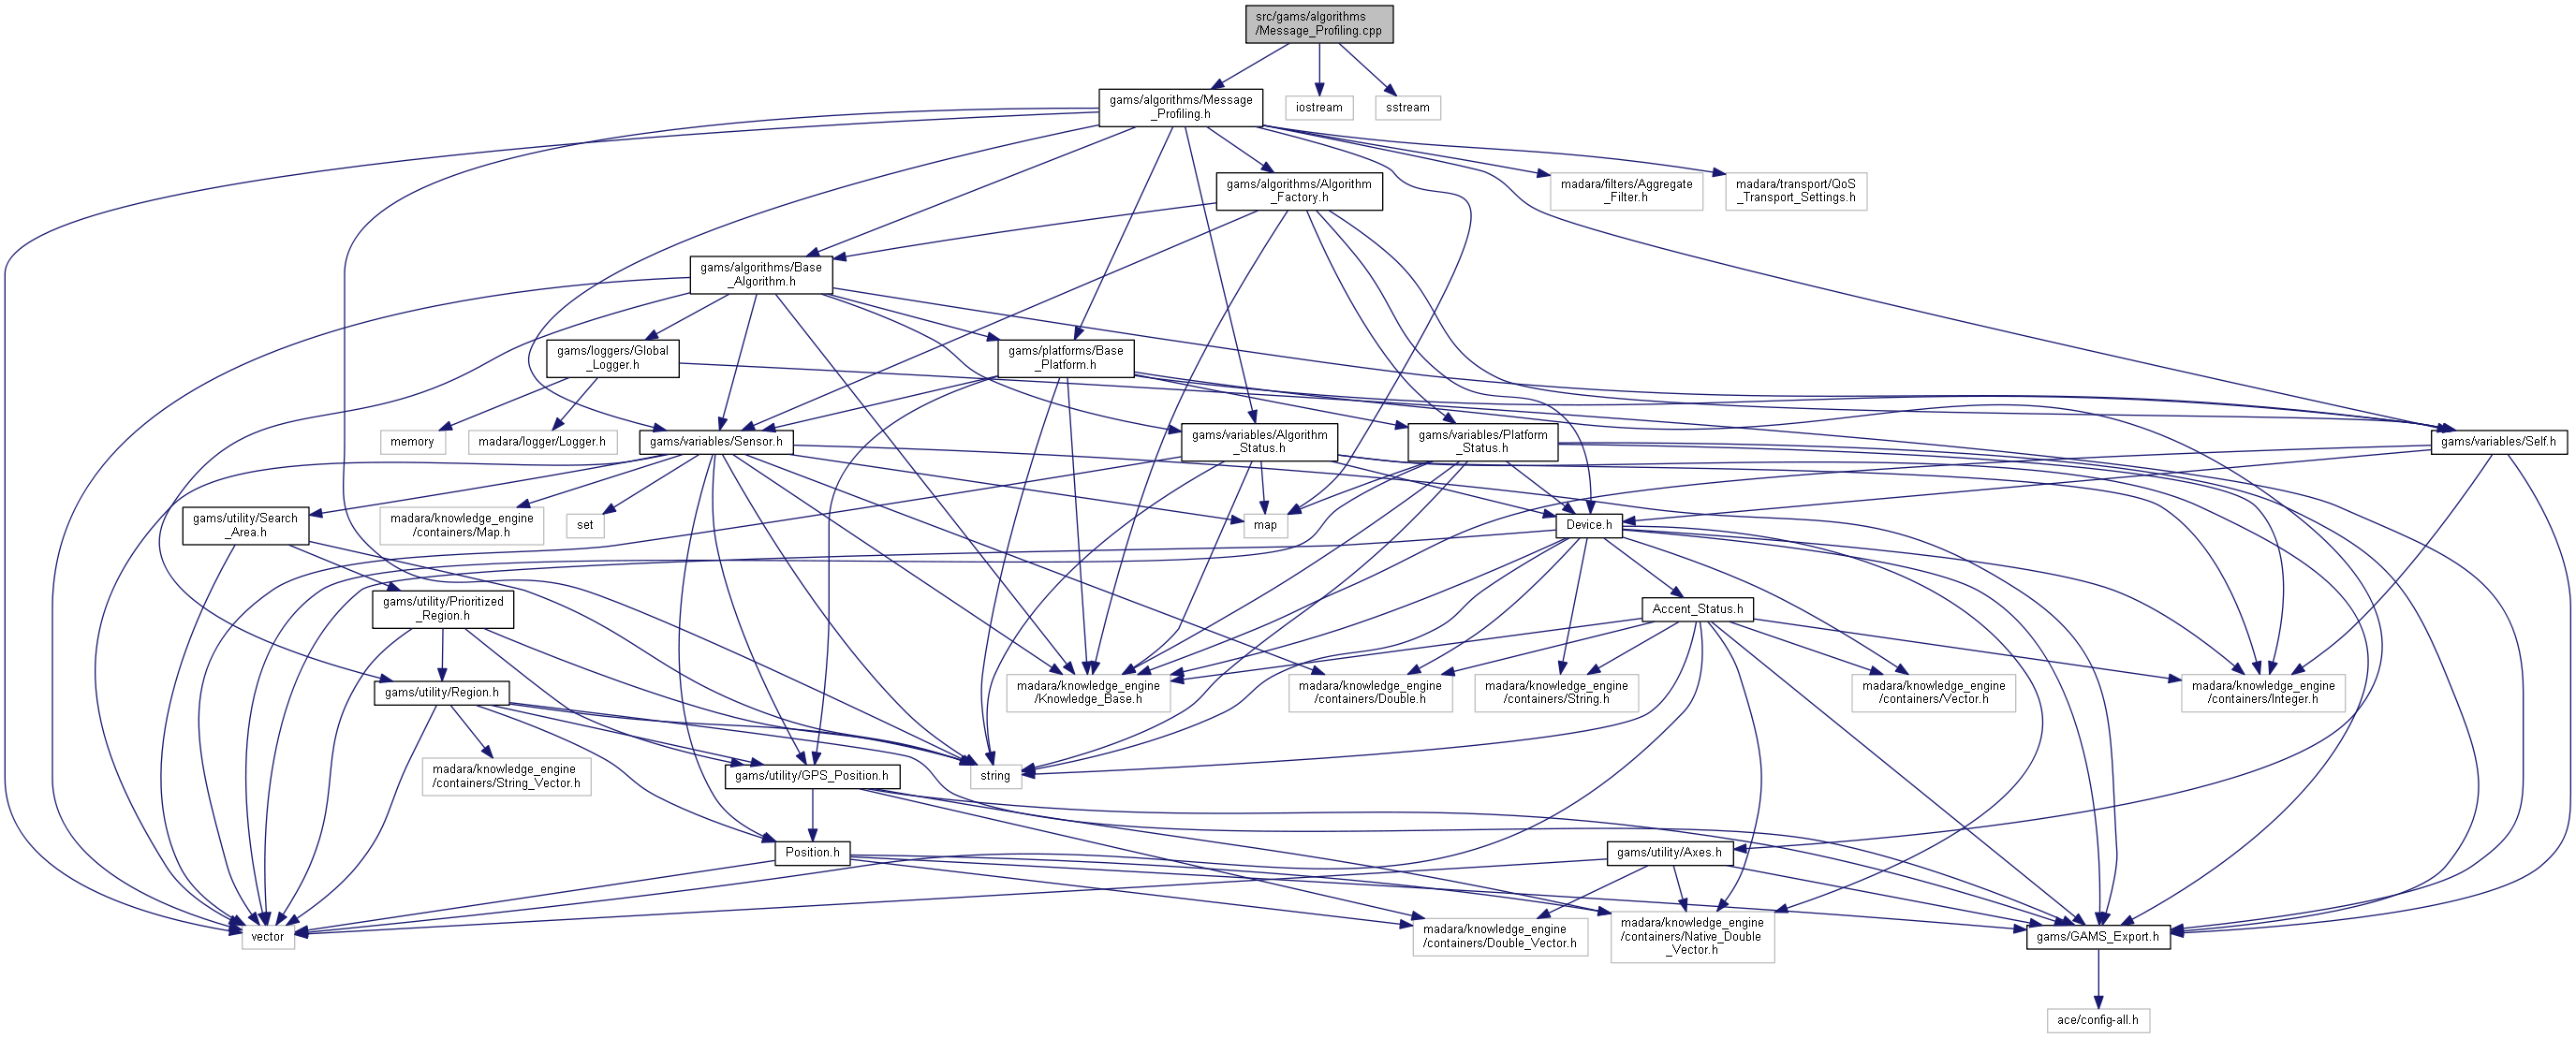 src/gams/algorithms
/Message_Profiling.cpp
gams/algorithms/Message
_Profiling.h
iostream
sstream
gams/algorithms/Algorithm
_Factory.h
madara/filters/Aggregate
_Filter.h
madara/transport/QoS
_Transport_Settings.h
gams/algorithms/Base
_Algorithm.h
gams/loggers/Global
_Logger.h
gams/platforms/Base
_Platform.h
memory
madara/logger/Logger.h
gams/variables/Sensor.h
gams/variables/Algorithm
_Status.h
gams/variables/Platform
_Status.h
gams/variables/Self.h
gams/utility/Search
_Area.h
madara/knowledge_engine
/containers/Map.h
set
map
Device.h
gams/utility/Prioritized
_Region.h
Accent_Status.h
gams/utility/Region.h
madara/knowledge_engine
/Knowledge_Base.h
madara/knowledge_engine
/containers/Double.h
madara/knowledge_engine
/containers/String.h
madara/knowledge_engine
/containers/Vector.h
madara/knowledge_engine
/containers/Integer.h
madara/knowledge_engine
/containers/String_Vector.h
gams/utility/GPS_Position.h
string
Position.h
gams/utility/Axes.h
vector
madara/knowledge_engine
/containers/Double_Vector.h
madara/knowledge_engine
/containers/Native_Double
_Vector.h
gams/GAMS_Export.h
ace/config-all.h